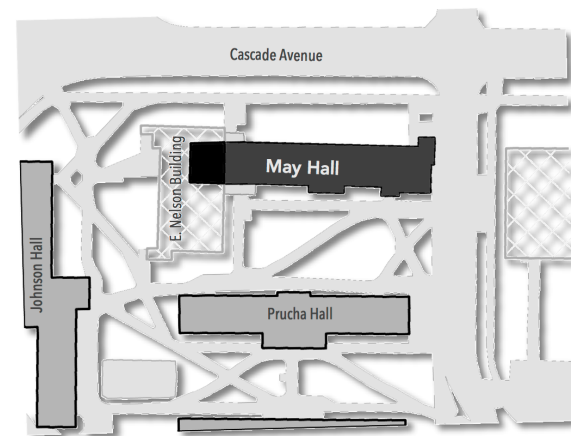 Cascade Avenue
E. Nelson Building
May Hall
Johnson Hall
Prucha Hall